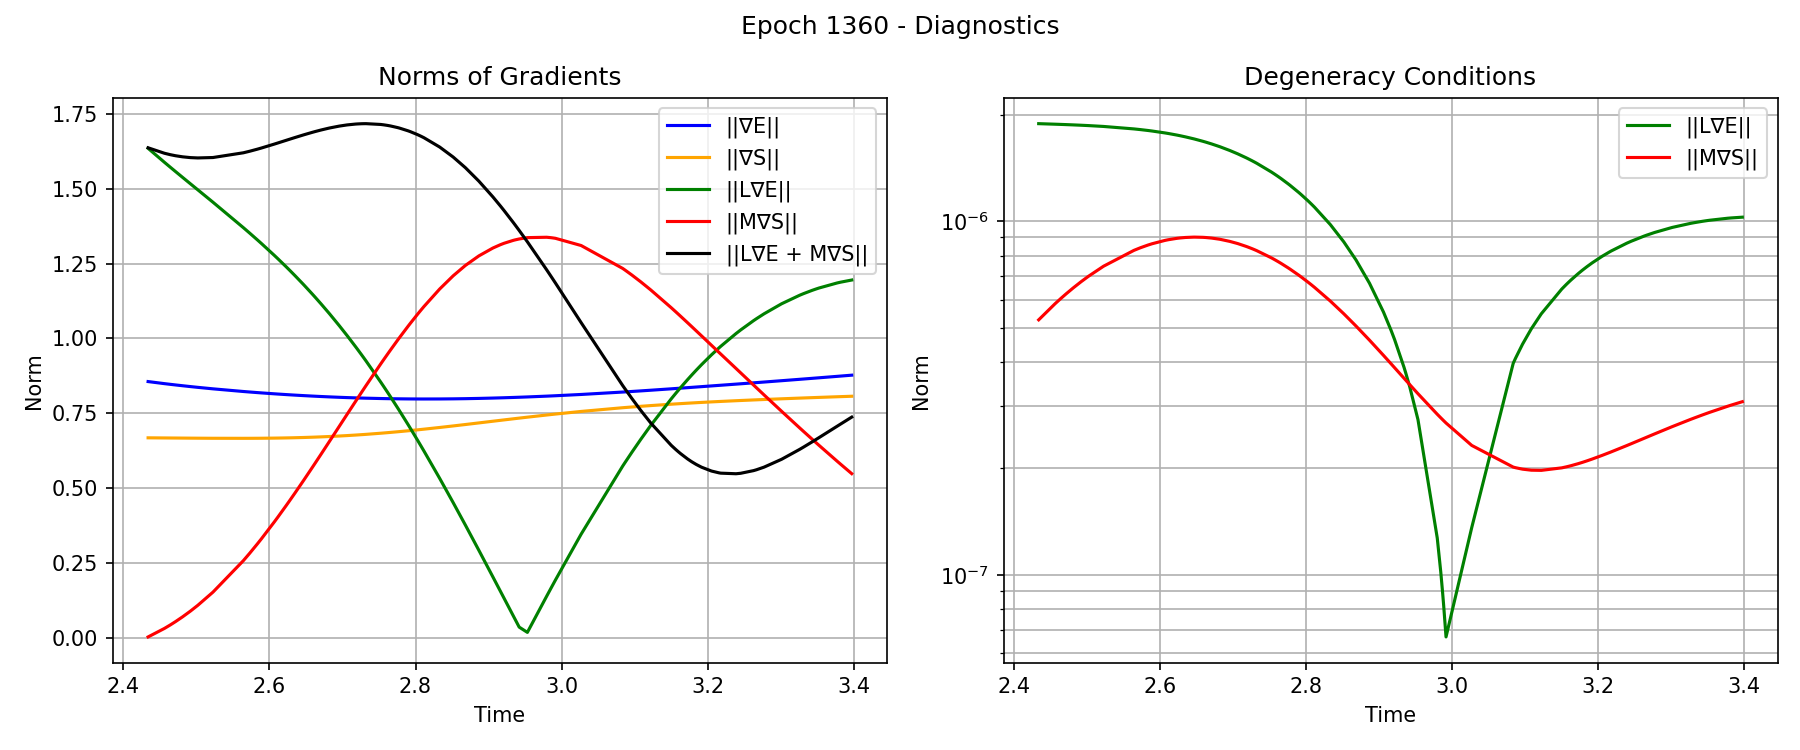 Epoch 1360 - Diagnostics
Norms of Gradients
1.75
1.50
1.25
1.00
0.75
0.50
0.25
0.00
Norm
2.4 2.6 2.8 3.0 3.2 3.4
Time
||∇E||
||∇S||
||L∇E||
||M∇S||
||L∇E + M∇S||
Degeneracy Conditions
10⁻⁶
10⁻⁷
Norm
2.4 2.6 2.8 3.0 3.2 3.4
Time
||L∇E||
||M∇S||